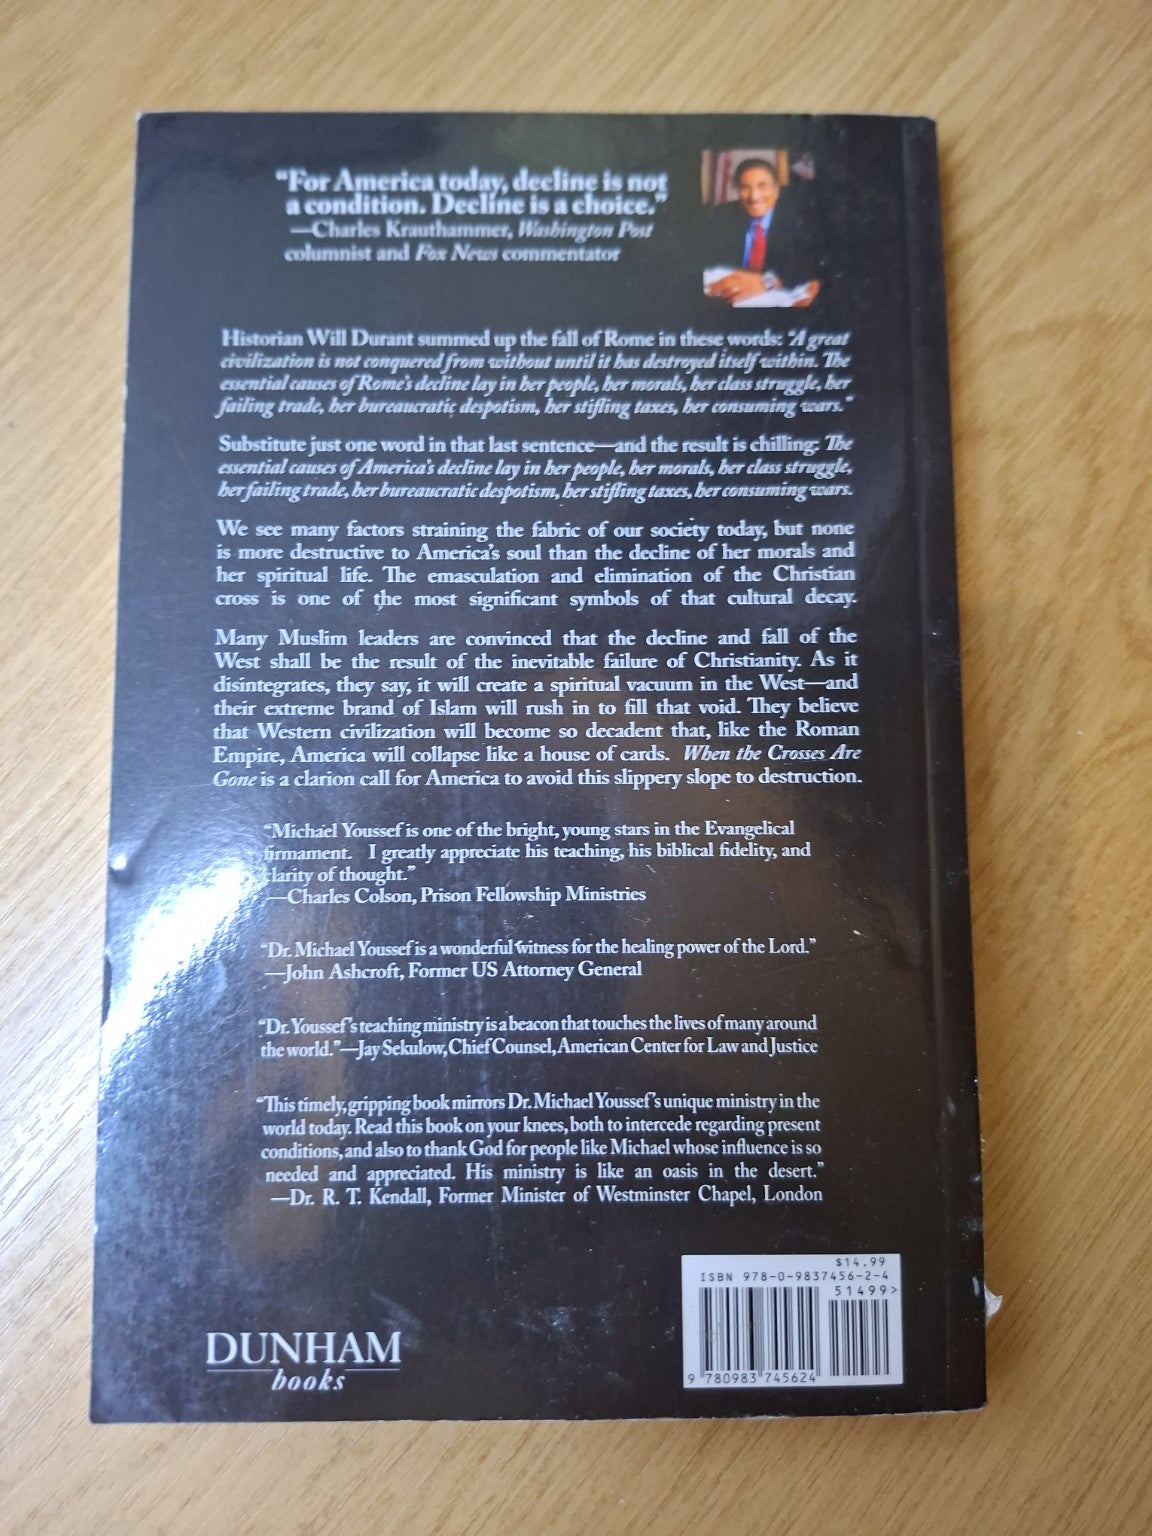 “For America today, decline is not
a condition. Decline is a choice.”
—Charles Krauthammer, Washington Post
columnist and Fox News commentator
Historian Will Durant summed up the fall of Rome in these words: “A great
civilization is not conquered from without until it has destroyed itself within. The
essential causes of Rome’s decline lay in her people, her morals, her class struggle, her
failing trade, her bureaucratic despotism, her stifling taxes, her consuming wars.”
Substitute just one word in that last sentence—and the result is chilling: The
essential causes of America’s decline lay in her people, her morals, her class struggle,
her failing trade, her bureaucratic despotism, her stifling taxes, her consuming wars.
We see many factors straining the fabric of our society today, but none
is more destructive to America’s soul than the decline of her morals and
her spiritual life. The emasculation and elimination of the Christian
cross is one of the most significant symbols of that cultural decay.
Many Muslim leaders are convinced that the decline and fall of the
West shall be the result of the inevitable failure of Christianity. As it
disintegrates, they say, it will create a spiritual vacuum in the West—and
their extreme brand of Islam will rush in to fill that void. They believe
that Western civilization will become so decadent that, like the Roman
Empire, America will collapse like a house of cards. When the Crosses Are
Gone is a clarion call for America to avoid this slippery slope to destruction.
“Michael Youssef is one of the bright, young stars in the Evangelical
firmament. I greatly appreciate his teaching, his biblical fidelity, and
clarity of thought.”
—Charles Colson, Prison Fellowship Ministries
“Dr. Michael Youssef is a wonderful witness for the healing power of the Lord.”
—John Ashcroft, Former US Attorney General
“Dr. Youssef’s teaching ministry is a beacon that touches the lives of many around
the world.”—Jay Sekulow, Chief Counsel, American Center for Law and Justice
“This timely, gripping book mirrors Dr. Michael Youssef’s unique ministry in the
world today. Read this book on your knees, both to intercede regarding present
conditions, and also to thank God for people like Michael whose influence is so
needed and appreciated. His ministry is like an oasis in the desert.”
—Dr. R. T. Kendall, Former Minister of Westminster Chapel, London
$14.99
ISBN 978-0-9837456-2-4
51499>
9 780983 745624
DUNHAM
books